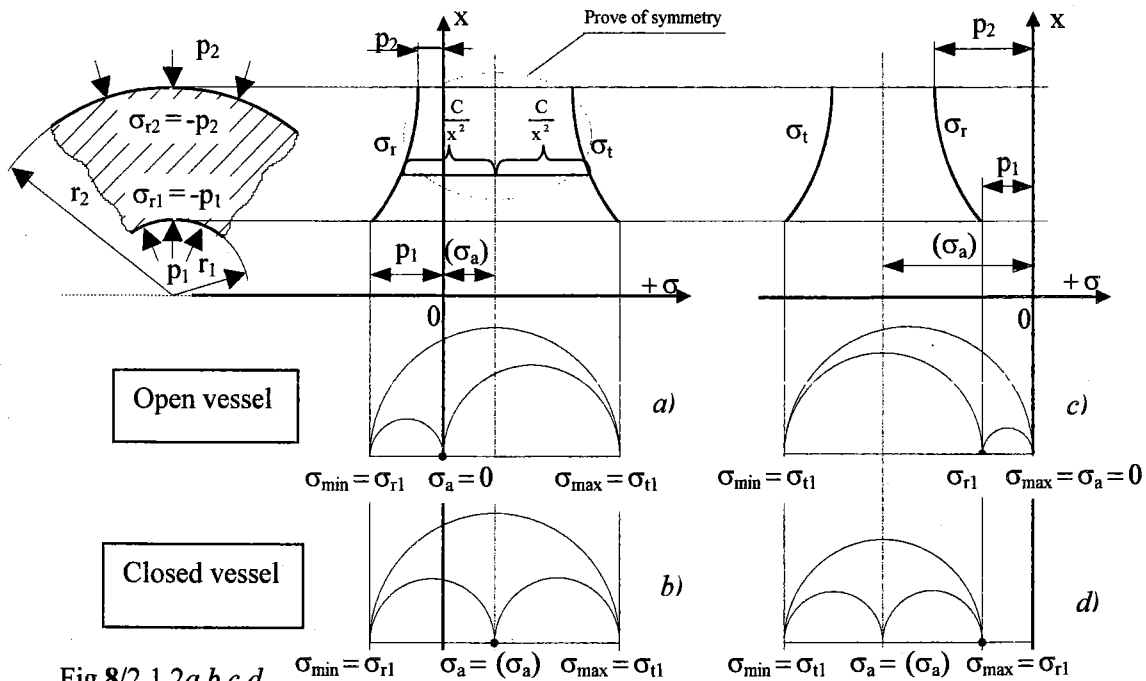 Prove of symmetry
x
x
p₂
p₂
p₂
σr2 = -p₂
C/x²
C/x²
σr
σt
σt
σr
r₂
σr1 = -p₁
p₁
p₁
r₁
p₁
(σa)
(σa)
+σ
+σ
0
0
Open vessel
a)
c)
σmin = σr1 σa = 0 σmax = σt1
σmin = σt1 σr1 σmax = σa = 0
Closed vessel
b)
d)
Fig.8/2.1.2a,b,c,d
σmin = σr1 σa = (σa) σmax = σt1
σmin = σt1 σa = (σa) σmax = σr1